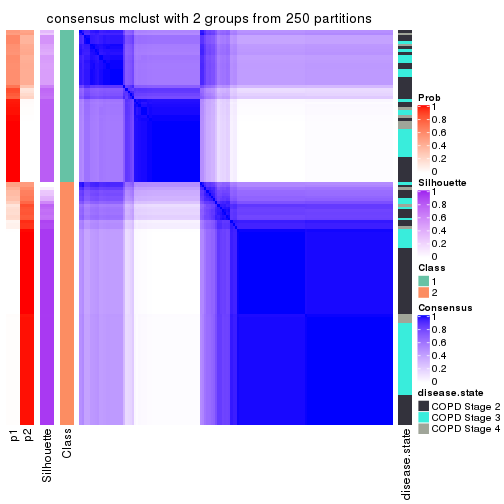 consensus mclust with 2 groups from 250 partitions
Prob
1
0.8
0.6
0.4
0.2
0
Silhouette
1
0.8
0.6
0.4
0.2
0
Class
1
2
Consensus
1
0.8
0.6
0.4
0.2
0
disease.state
COPD Stage 2
COPD Stage 3
COPD Stage 4
p1
p2
Silhouette
Class
disease.state